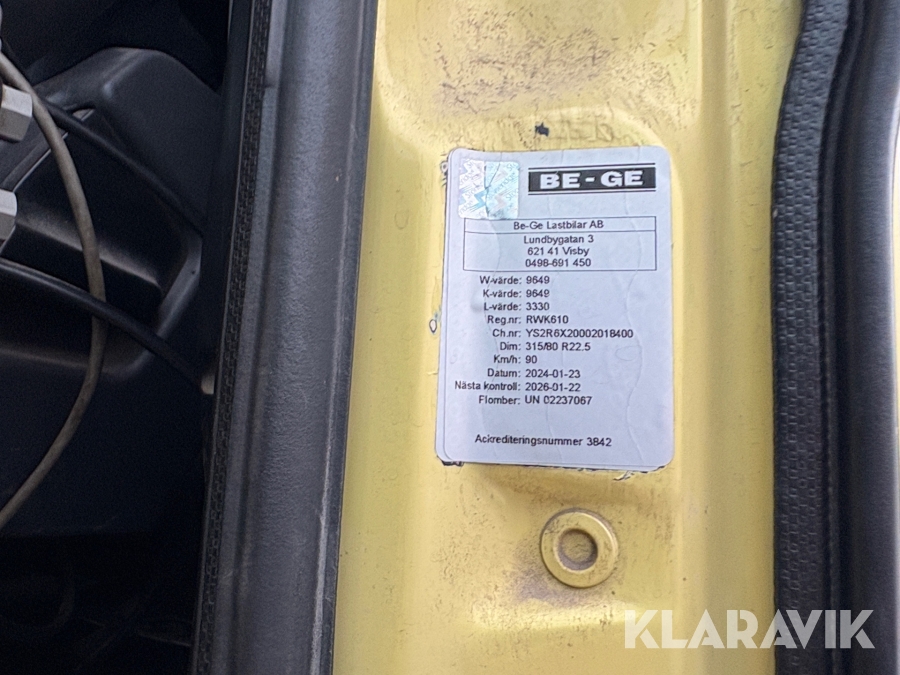 BE-GE
Be-Ge Lastbilar AB
Lundbygatan 3
621 41 Visby
0498-691 450
W-värde: 9649
K-värde: 9649
L-värde: 3330
Reg.nr: RWK610
Ch.nr: YS2R6X20002018400
Dim: 315/80 R22.5
Km/h: 90
Datum: 2024-01-23
Nästa kontroll: 2026-01-22
Plomber: UN 02237067
Ackrediteringsnummer 3842
KLARAVIK